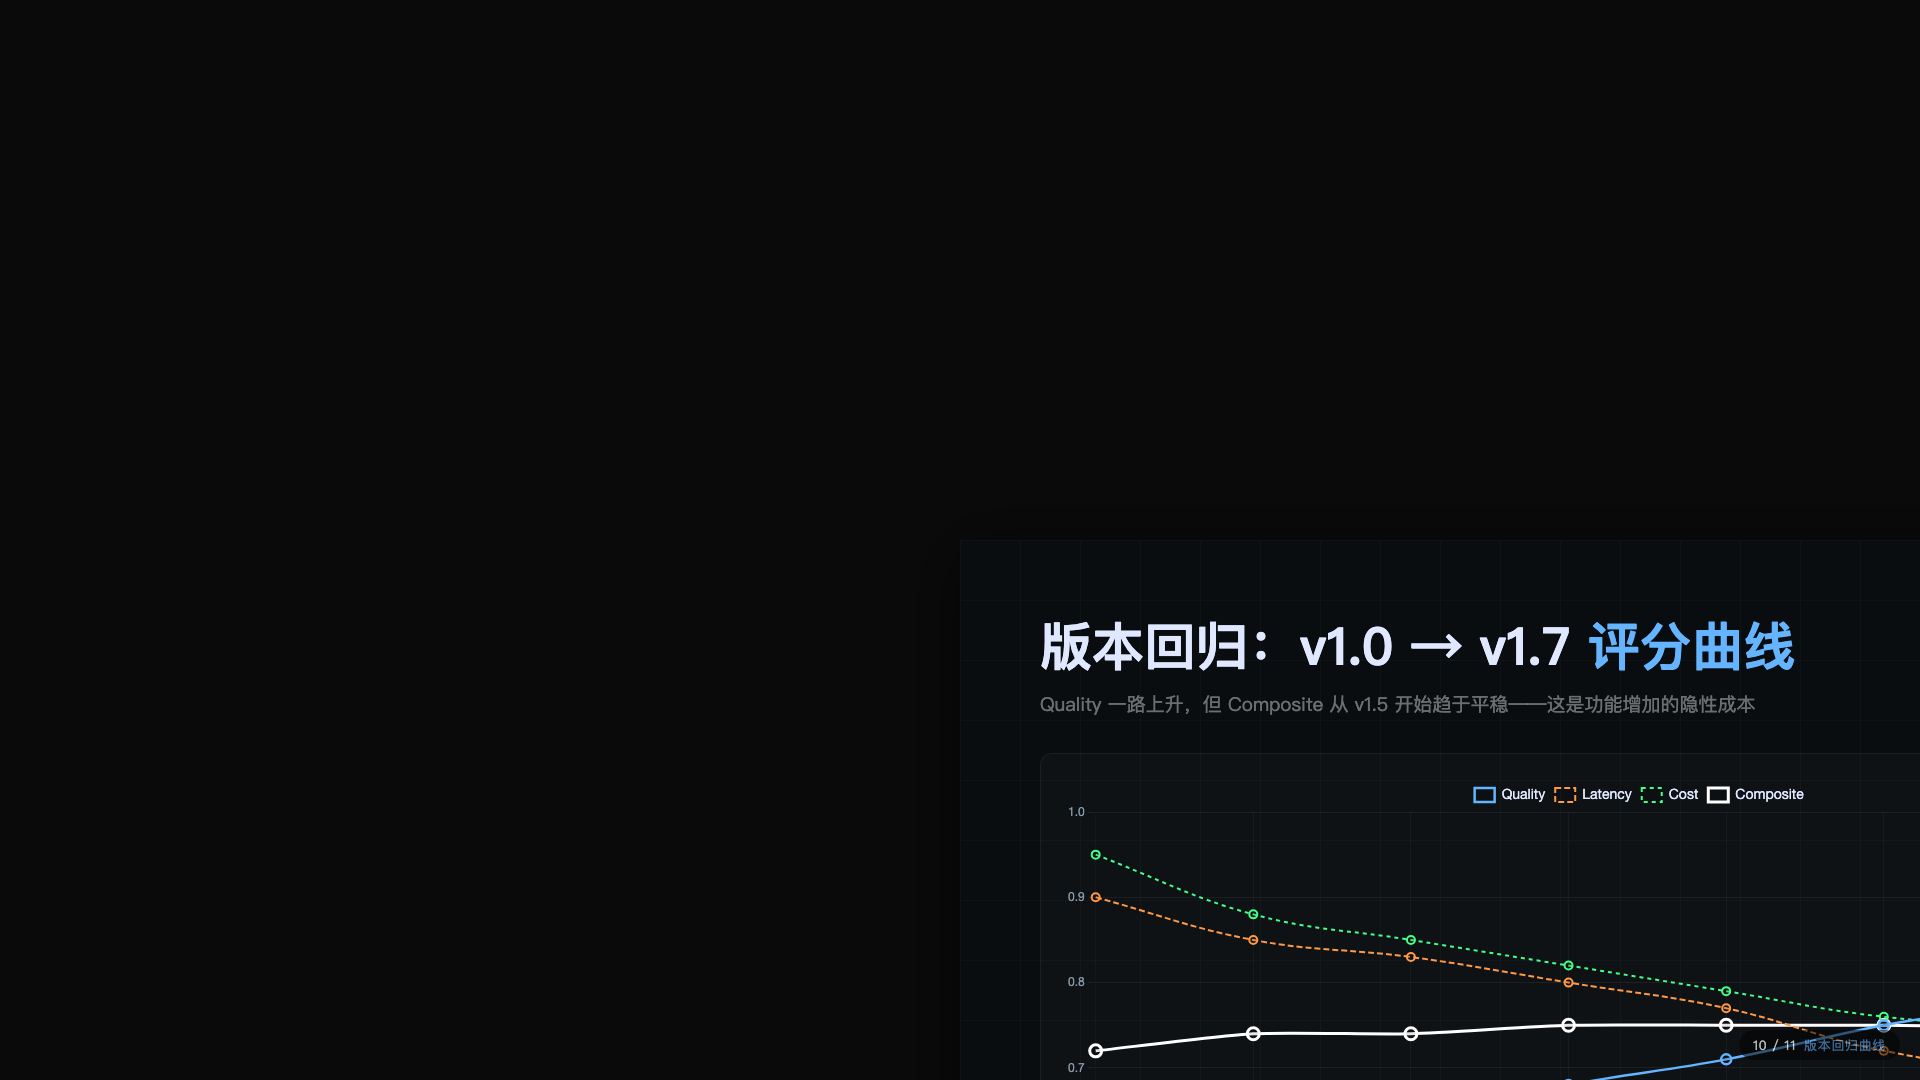 版本回归：v1.0 → v1.7 评分曲线
Quality 一路上升，但 Composite 从 v1.5 开始趋于平稳——这是功能增加的隐性成本
Quality Latency Cost Composite
1.0
0.9
0.8
0.7
10 / 11 版本回归曲线